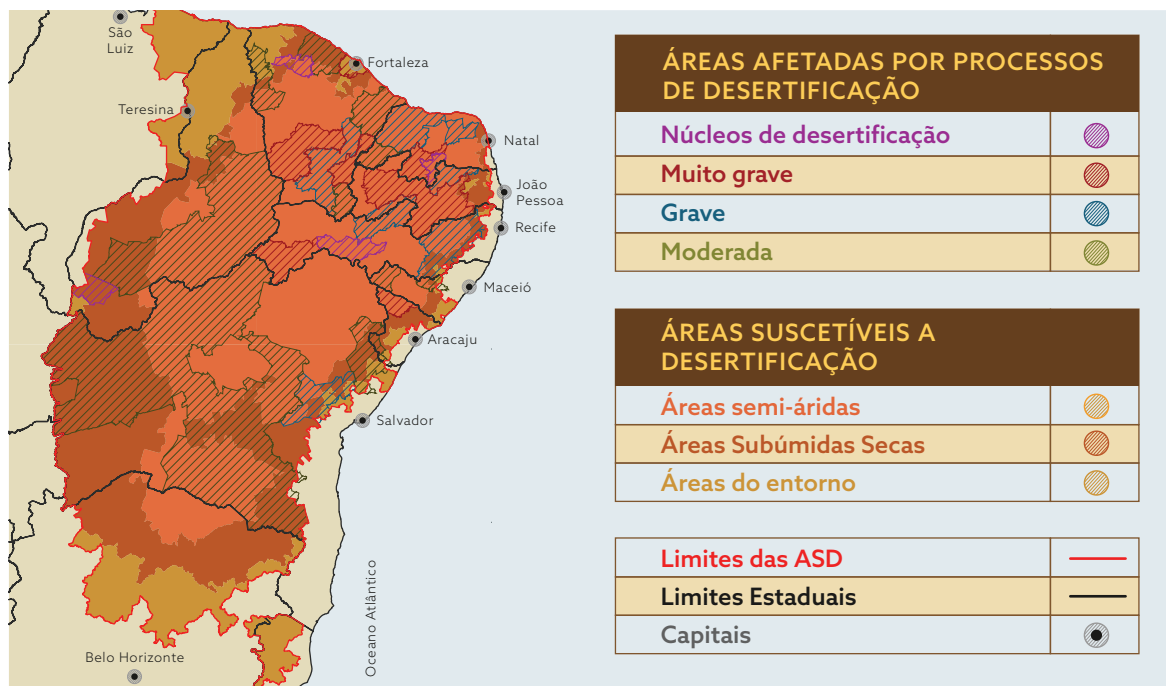 São
Luiz
Fortaleza
Teresina
Natal
João
Pessoa
Recife
Maceió
Aracaju
Salvador
Oceano Atlântico
Belo Horizonte
ÁREAS AFETADAS POR PROCESSOS
DE DESERTIFICAÇÃO
Núcleos de desertificação
Muito grave
Grave
Moderada
ÁREAS SUSCETÍVEIS A
DESERTIFICAÇÃO
Áreas semi-áridas
Áreas Subúmidas Secas
Áreas do entorno
Limites das ASD
Limites Estaduais
Capitais